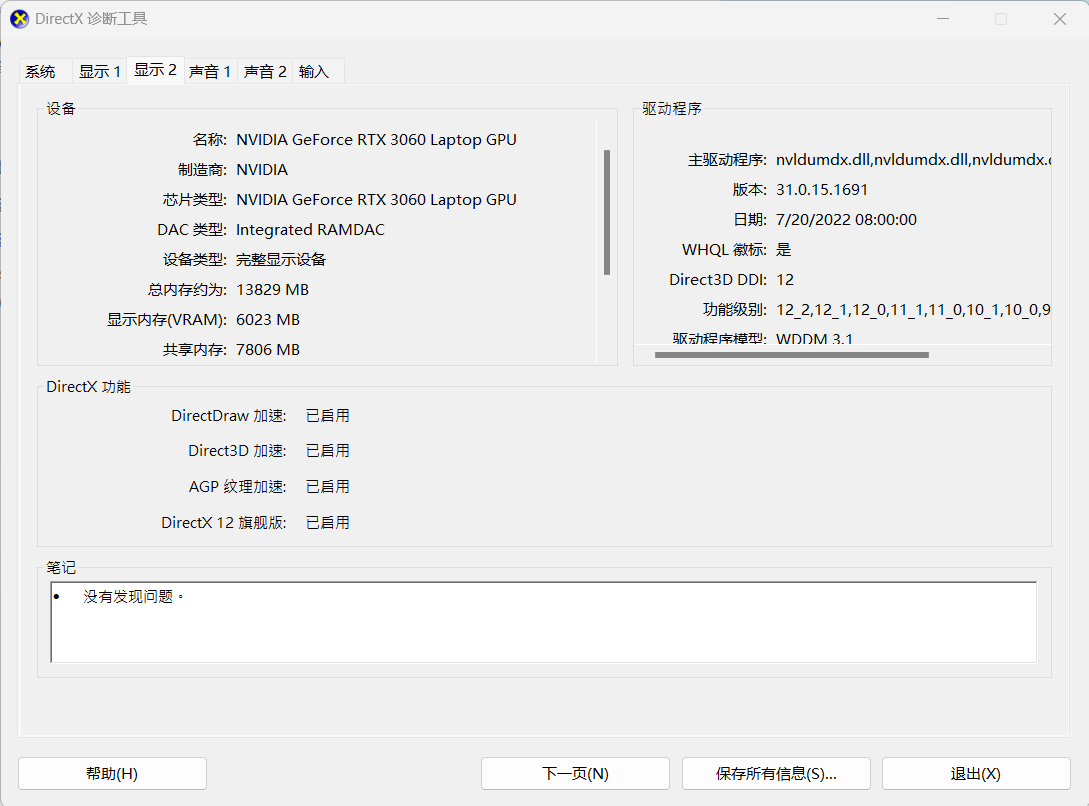 DirectX 诊断工具
系统 显示 1 显示 2 声音 1 声音 2 输入
设备
名称: NVIDIA GeForce RTX 3060 Laptop GPU
制造商: NVIDIA
芯片类型: NVIDIA GeForce RTX 3060 Laptop GPU
DAC 类型: Integrated RAMDAC
设备类型: 完整显示设备
总内存约为: 13829 MB
显示内存(VRAM): 6023 MB
共享内存: 7806 MB
驱动程序
主驱动程序: nvldumdx.dll,nvldumdx.dll,nvldumdx.
版本: 31.0.15.1691
日期: 7/20/2022 08:00:00
WHQL 徽标: 是
Direct3D DDI: 12
功能级别: 12_2,12_1,12_0,11_1,11_0,10_1,10_0,9
驱动程序模型: WDDM 3.1
DirectX 功能
DirectDraw 加速: 已启用
Direct3D 加速: 已启用
AGP 纹理加速: 已启用
DirectX 12 旗舰版: 已启用
笔记
• 没有发现问题。
帮助(H) 下一页(N) 保存所有信息(S)... 退出(X)